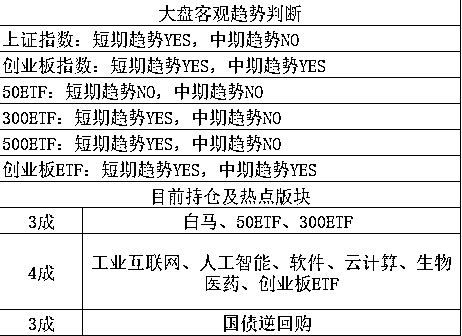 大盘客观趋势判断
上证指数：短期趋势YES，中期趋势NO
创业板指数：短期趋势YES，中期趋势YES
50ETF：短期趋势NO，中期趋势NO
300ETF：短期趋势YES，中期趋势NO
500ETF：短期趋势YES，中期趋势NO
创业板ETF：短期趋势YES，中期趋势YES
目前持仓及热点版块
3成 白马、50ETF、300ETF
4成 工业互联网、人工智能、软件、云计算、生物
医药、创业板ETF
3成 国债逆回购